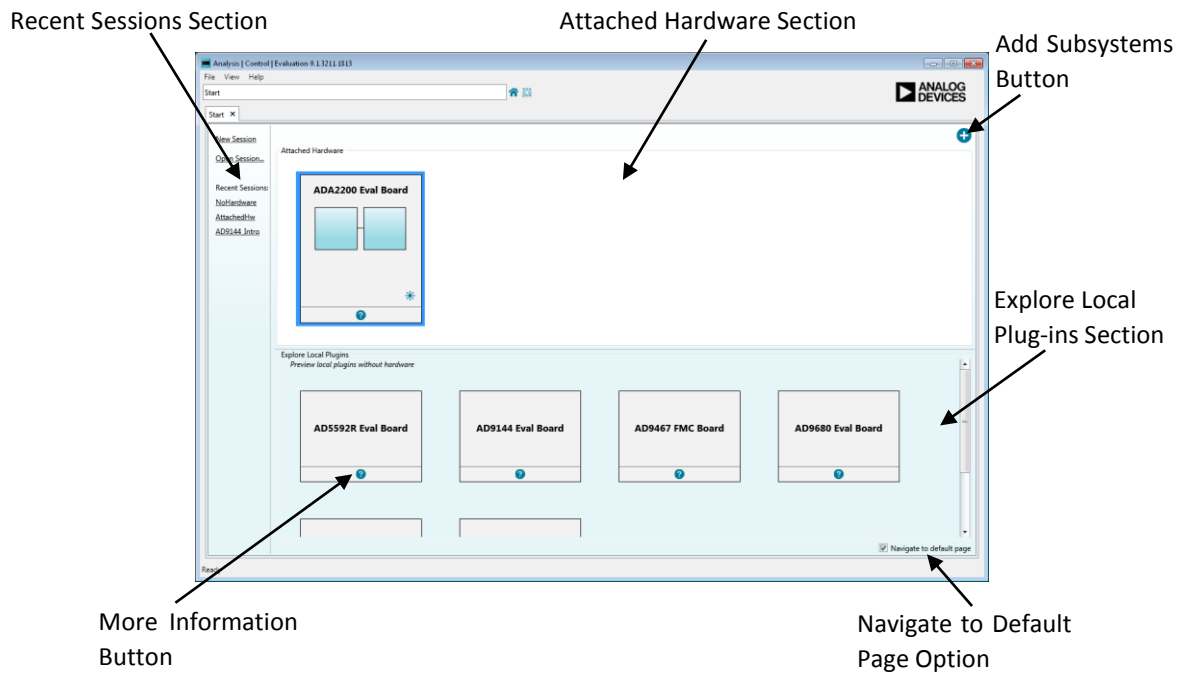 Recent Sessions Section
Attached Hardware Section
Add Subsystems
Button
Analysis | Control | Evaluation 0.1.3211.1813
File View Help
Start
ANALOG
DEVICES
Start ×
New Session
Open Session...
Recent Sessions:
NoHardware
AttachedHw
AD9144_Intro
Attached Hardware
ADA2200 Eval Board
?
Explore Local
Plug-ins Section
Explore Local Plugins
Preview local plugins without hardware
AD5592R Eval Board
AD9144 Eval Board
AD9467 FMC Board
AD9680 Eval Board
?
?
?
?
Navigate to default page
Ready
More Information
Button
Navigate to Default
Page Option